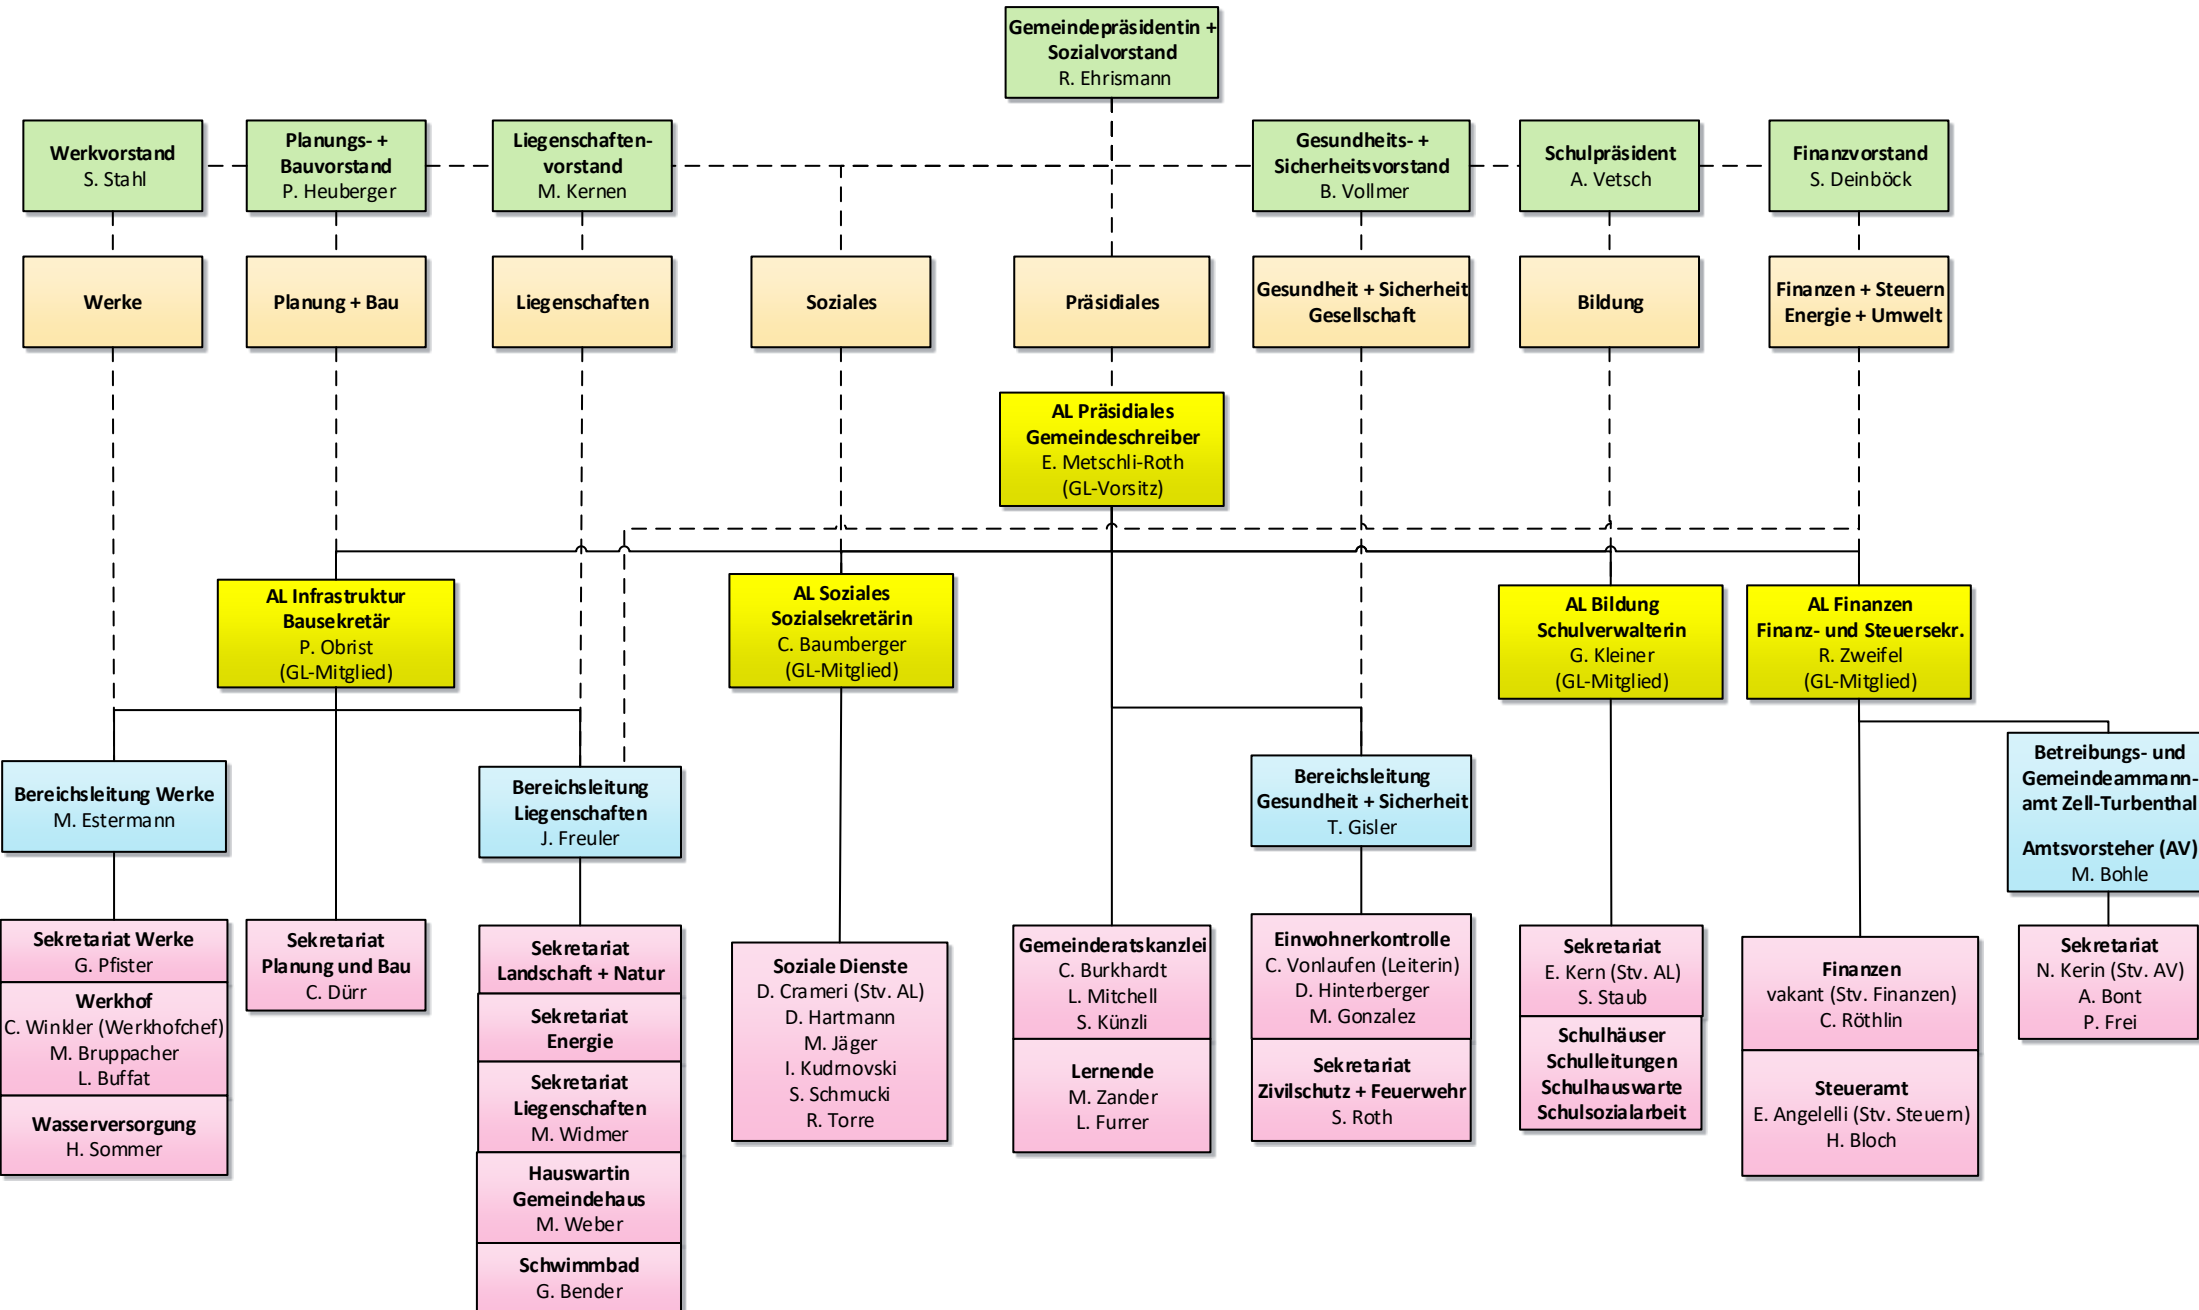 Gemeindepräsidentin +
Sozialvorstand
R. Ehrismann
Werkvorstand
S. Stahl
Planungs- +
Bauvorstand
P. Heuberger
Liegenschaften-
vorstand
M. Kernen
Gesundheits- +
Sicherheitsvorstand
B. Vollmer
Schulpräsident
A. Vetsch
Finanzvorstand
S. Deinböck
Werke
Planung + Bau
Liegenschaften
Soziales
Präsidiales
Gesundheit + Sicherheit
Gesellschaft
Bildung
Finanzen + Steuern
Energie + Umwelt
AL Präsidiales
Gemeindeschreiber
E. Metschli-Roth
(GL-Vorsitz)
AL Infrastruktur
Bausekretär
P. Obrist
(GL-Mitglied)
AL Soziales
Sozialsekretärin
C. Baumberger
(GL-Mitglied)
AL Bildung
Schulverwalterin
G. Kleiner
(GL-Mitglied)
AL Finanzen
Finanz- und Steuersekr.
R. Zweifel
(GL-Mitglied)
Bereichsleitung Werke
M. Estermann
Bereichsleitung
Liegenschaften
J. Freuler
Bereichsleitung
Gesundheit + Sicherheit
T. Gisler
Betreibungs- und
Gemeindeammann-
amt Zell-Turbenthal
Amtsvorsteher (AV)
M. Bohle
Sekretariat Werke
G. Pfister
Werkhof
C. Winkler (Werkhofchef)
M. Bruppacher
L. Buffat
Wasserversorgung
H. Sommer
Sekretariat
Planung und Bau
C. Dürr
Sekretariat
Landschaft + Natur
Sekretariat
Energie
Sekretariat
Liegenschaften
M. Widmer
Hauswartin
Gemeindehaus
M. Weber
Schwimmbad
G. Bender
Soziale Dienste
D. Crameri (Stv. AL)
D. Hartmann
M. Jäger
I. Kudrnovski
S. Schmucki
R. Torre
Gemeinderatskanzlei
C. Burkhardt
L. Mitchell
S. Künzli
Lernende
M. Zander
L. Furrer
Einwohnerkontrolle
C. Vonlaufen (Leiterin)
D. Hinterberger
M. Gonzalez
Sekretariat
Zivilschutz + Feuerwehr
S. Roth
Sekretariat
E. Kern (Stv. AL)
S. Staub
Schulhäuser
Schulleitungen
Schulhauswarte
Schulsozialarbeit
Finanzen
vakant (Stv. Finanzen)
C. Röthlin
Steueramt
E. Angelelli (Stv. Steuern)
H. Bloch
Sekretariat
N. Kerin (Stv. AV)
A. Bont
P. Frei